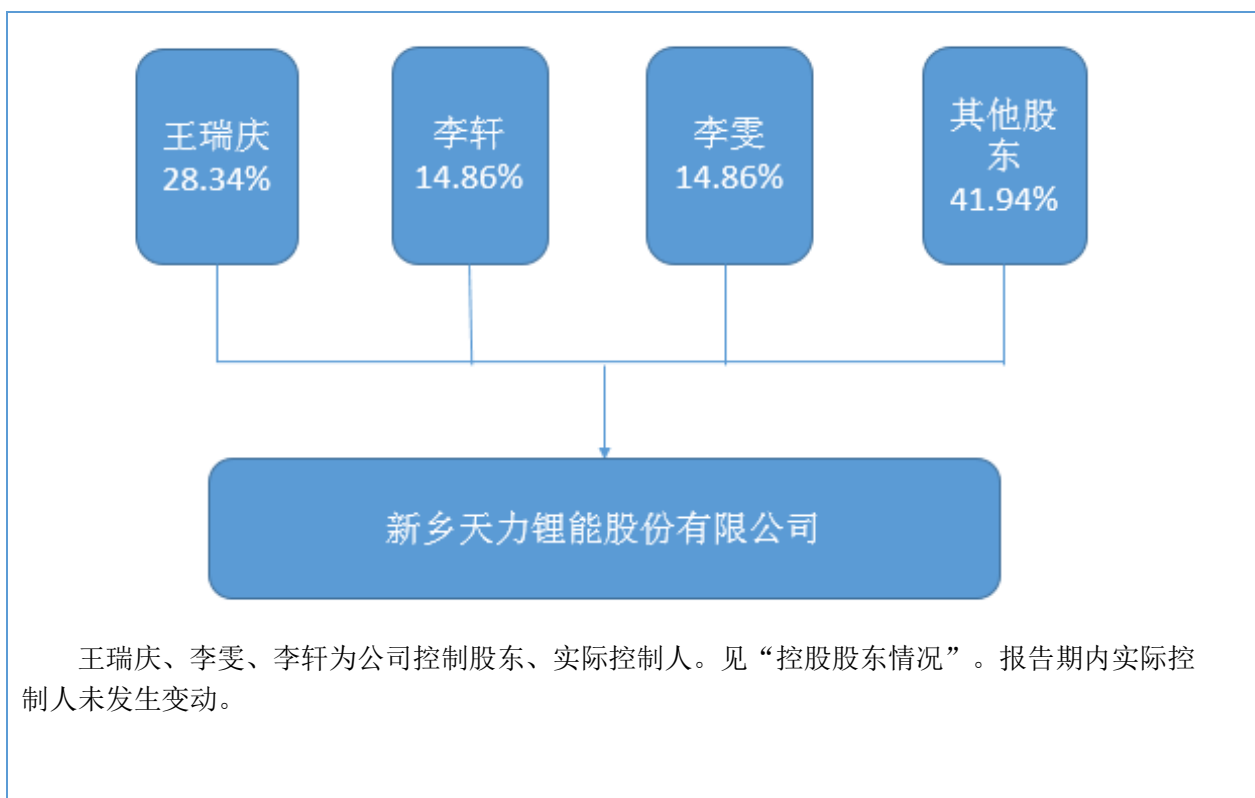 王瑞庆
28.34%
李轩
14.86%
李雯
14.86%
其他股
东
41.94%
新乡天力锂能股份有限公司
王瑞庆、李雯、李轩为公司控制股东、实际控制人。见“控股股东情况”。报告期内实际控
制人未发生变动。